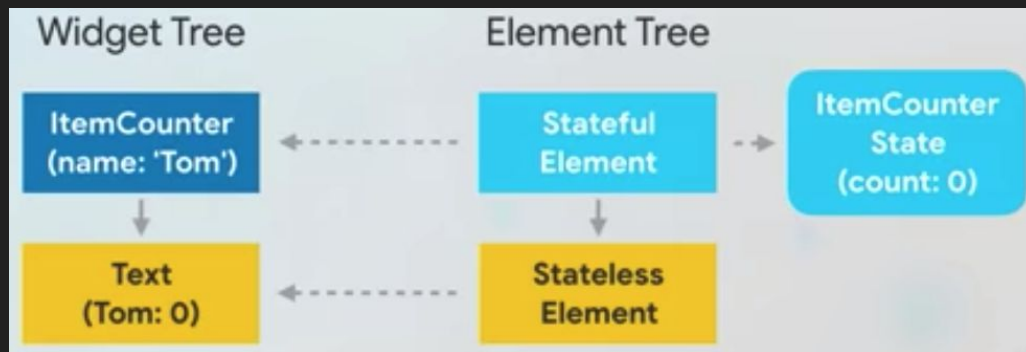 Widget Tree
Element Tree
ItemCounter
(name: 'Tom')
Stateful
Element
ItemCounter
State
(count: 0)
Text
(Tom: 0)
Stateless
Element